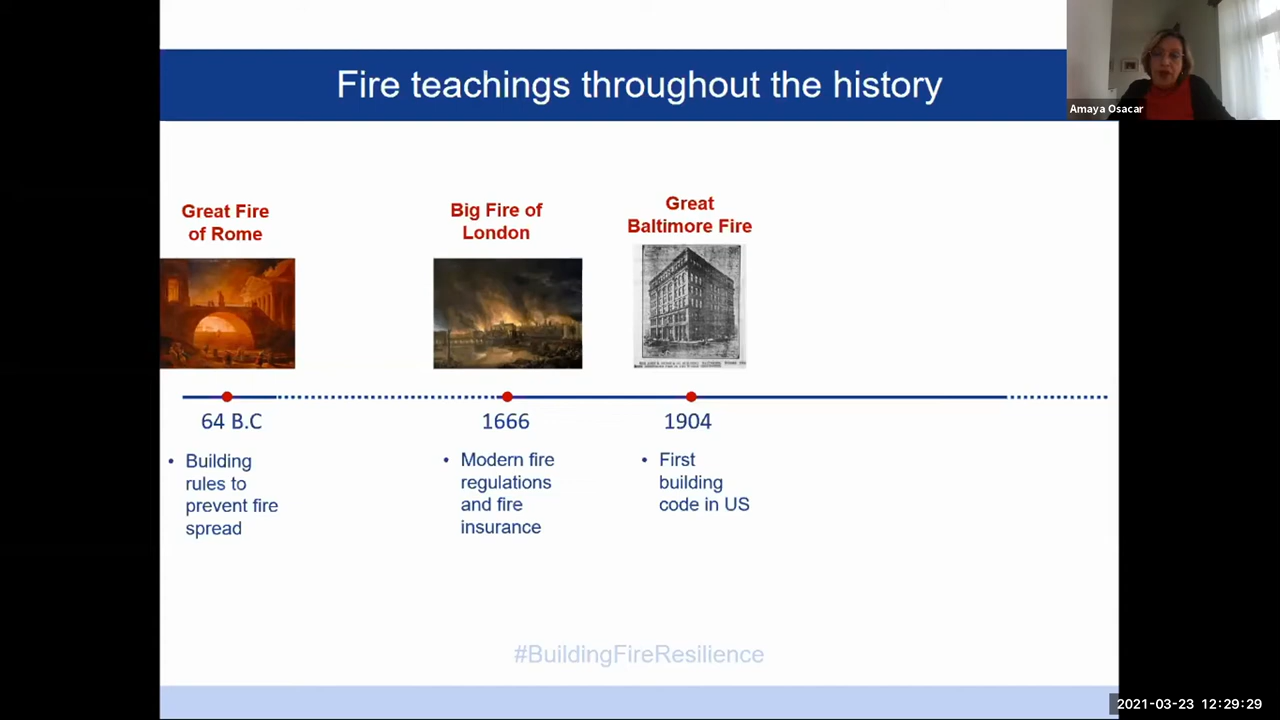 Fire teachings throughout the history
Amaya Osacar
Great Fire
of Rome
Big Fire of
London
Great
Baltimore Fire
64 B.C
1666
1904
• Building
rules to
prevent fire
spread
• Modern fire
regulations
and fire
insurance
• First
building
code in US
#BuildingFireResilience
2021-03-23 12:29:29